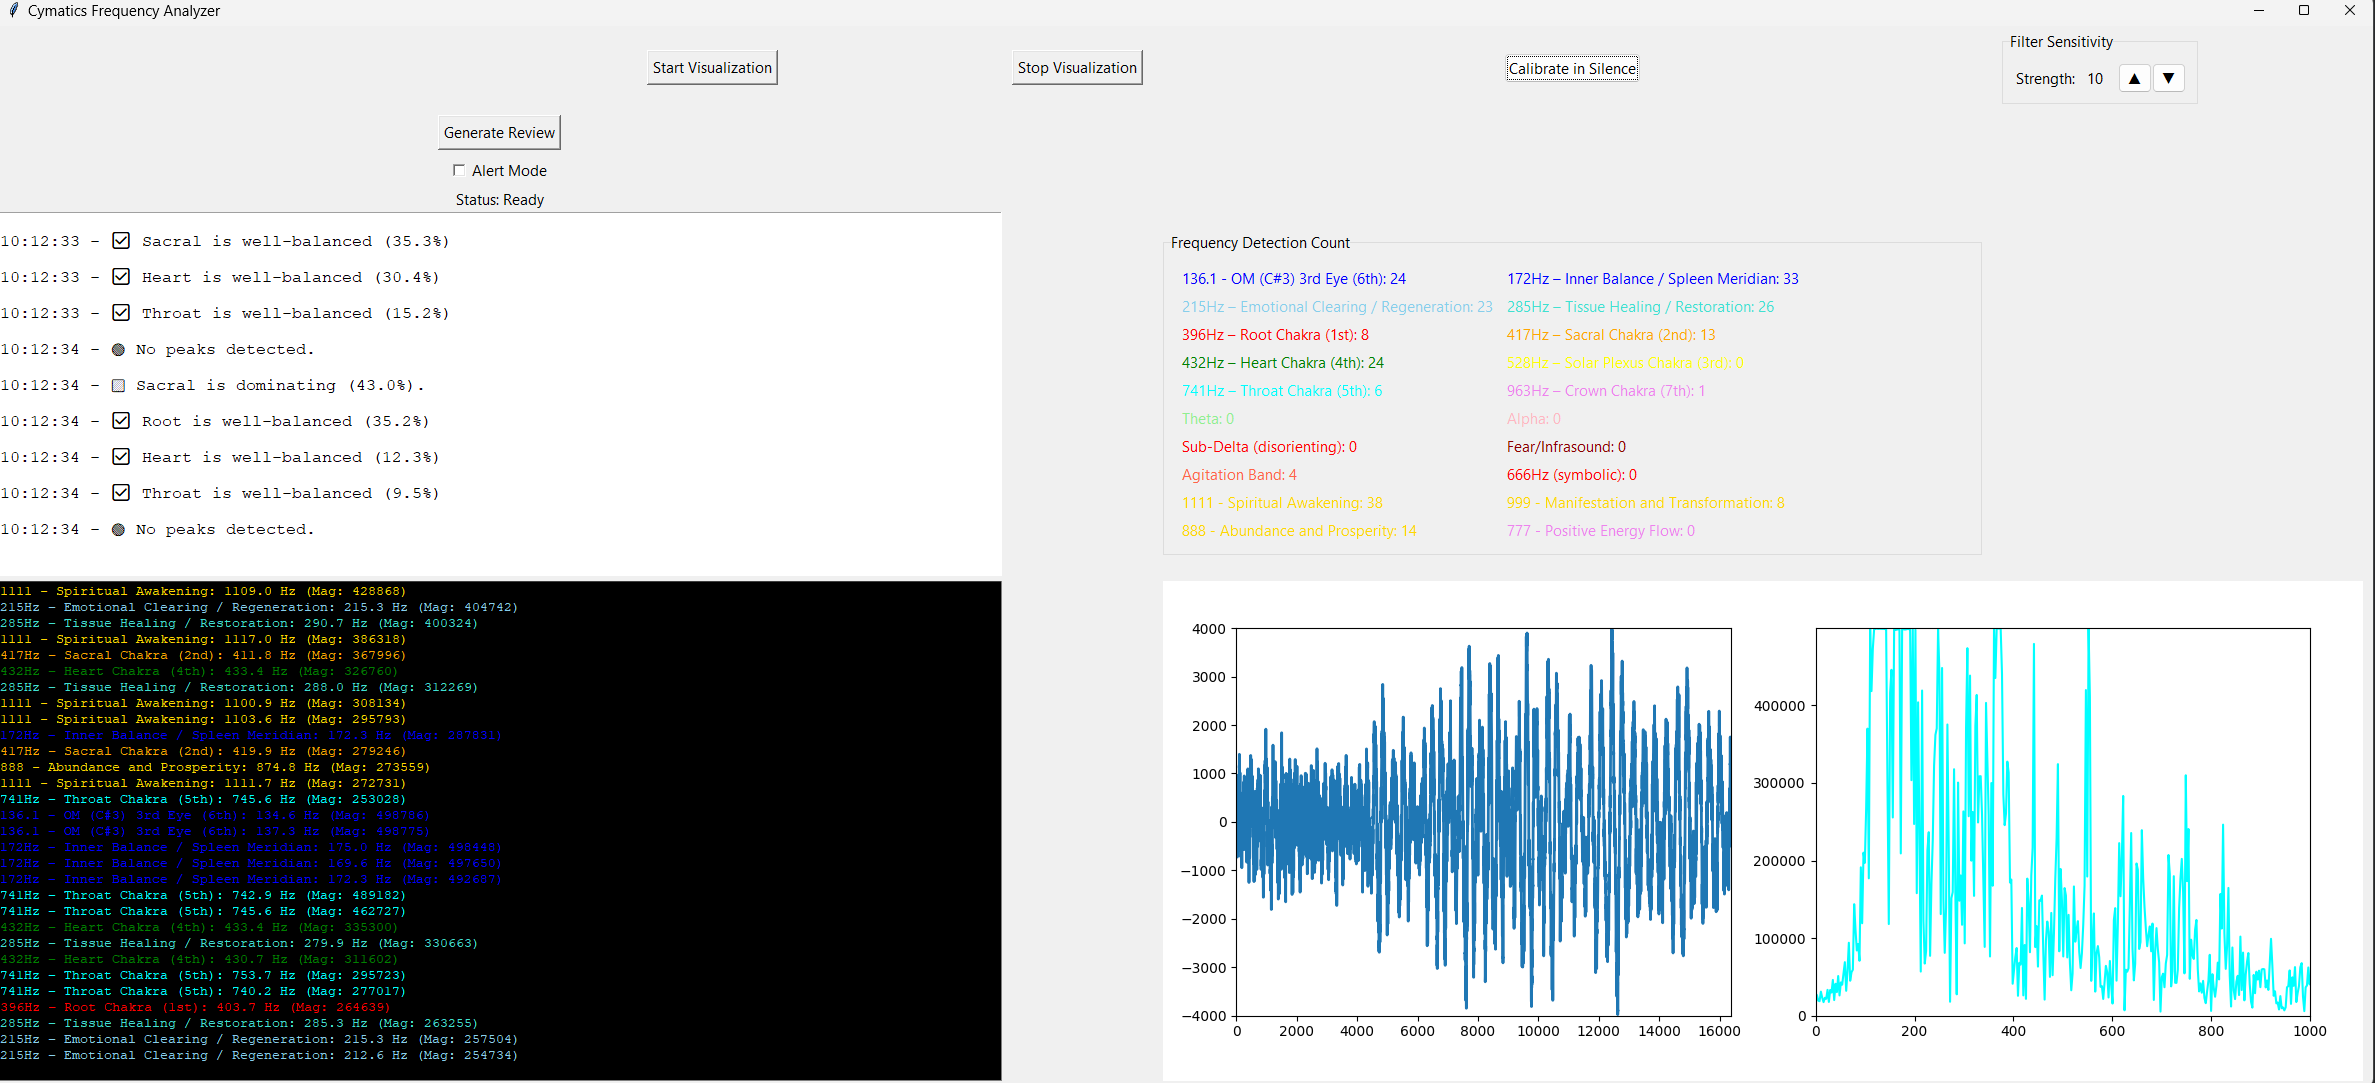 Cymatics Frequency Analyzer
Start Visualization
Stop Visualization
Calibrate in Silence
Filter Sensitivity
Strength: 10 ▲ ▼
Generate Review
Alert Mode
Status: Ready
10:12:33 - ☑ Sacral is well-balanced (35.3%)
10:12:33 - ☑ Heart is well-balanced (30.4%)
10:12:33 - ☑ Throat is well-balanced (15.2%)
10:12:34 - No peaks detected.
10:12:34 - Sacral is dominating (43.0%).
10:12:34 - ☑ Root is well-balanced (35.2%)
10:12:34 - ☑ Heart is well-balanced (12.3%)
10:12:34 - ☑ Throat is well-balanced (9.5%)
10:12:34 - No peaks detected.
Frequency Detection Count
136.1 - OM (C#3) 3rd Eye (6th): 24
172Hz – Inner Balance / Spleen Meridian: 33
215Hz – Emotional Clearing / Regeneration: 23
285Hz – Tissue Healing / Restoration: 26
396Hz – Root Chakra (1st): 8
417Hz – Sacral Chakra (2nd): 13
432Hz – Heart Chakra (4th): 24
528Hz – Solar Plexus Chakra (3rd): 0
741Hz – Throat Chakra (5th): 6
963Hz – Crown Chakra (7th): 1
Theta: 0
Alpha: 0
Sub-Delta (disorienting): 0
Fear/Infrasound: 0
Agitation Band: 4
666Hz (symbolic): 0
1111 - Spiritual Awakening: 38
999 - Manifestation and Transformation: 8
888 - Abundance and Prosperity: 14
777 - Positive Energy Flow: 0
1111 - Spiritual Awakening: 1109.0 Hz (Mag: 428868)
215Hz – Emotional Clearing / Regeneration: 215.3 Hz (Mag: 404742)
285Hz – Tissue Healing / Restoration: 290.7 Hz (Mag: 400324)
1111 - Spiritual Awakening: 1117.0 Hz (Mag: 386318)
417Hz – Sacral Chakra (2nd): 411.8 Hz (Mag: 367996)
432Hz – Heart Chakra (4th): 433.4 Hz (Mag: 326760)
285Hz – Tissue Healing / Restoration: 288.0 Hz (Mag: 312269)
1111 - Spiritual Awakening: 1100.9 Hz (Mag: 308134)
1111 - Spiritual Awakening: 1103.6 Hz (Mag: 295793)
172Hz – Inner Balance / Spleen Meridian: 172.3 Hz (Mag: 287831)
417Hz – Sacral Chakra (2nd): 419.9 Hz (Mag: 279246)
888 - Abundance and Prosperity: 874.8 Hz (Mag: 273559)
1111 - Spiritual Awakening: 1111.7 Hz (Mag: 272731)
741Hz – Throat Chakra (5th): 745.6 Hz (Mag: 253028)
136.1 - OM (C#3) 3rd Eye (6th): 134.6 Hz (Mag: 498786)
136.1 - OM (C#3) 3rd Eye (6th): 137.3 Hz (Mag: 498775)
172Hz – Inner Balance / Spleen Meridian: 175.0 Hz (Mag: 498448)
172Hz – Inner Balance / Spleen Meridian: 169.6 Hz (Mag: 497650)
172Hz – Inner Balance / Spleen Meridian: 172.3 Hz (Mag: 492657)
741Hz – Throat Chakra (5th): 742.9 Hz (Mag: 489182)
741Hz – Throat Chakra (5th): 745.6 Hz (Mag: 462727)
432Hz – Heart Chakra (4th): 433.4 Hz (Mag: 335300)
285Hz – Tissue Healing / Restoration: 279.9 Hz (Mag: 330663)
432Hz – Heart Chakra (4th): 430.7 Hz (Mag: 311602)
741Hz – Throat Chakra (5th): 753.7 Hz (Mag: 295723)
741Hz – Throat Chakra (5th): 740.2 Hz (Mag: 277017)
396Hz – Root Chakra (1st): 403.7 Hz (Mag: 264639)
285Hz – Tissue Healing / Restoration: 285.3 Hz (Mag: 263255)
215Hz – Emotional Clearing / Regeneration: 215.3 Hz (Mag: 257504)
215Hz – Emotional Clearing / Regeneration: 212.6 Hz (Mag: 254734)
4000
3000
2000
1000
0
−1000
−2000
−3000
−4000
0 2000 4000 6000 8000 10000 12000 14000 16000
400000
300000
200000
100000
0
0 200 400 600 800 1000